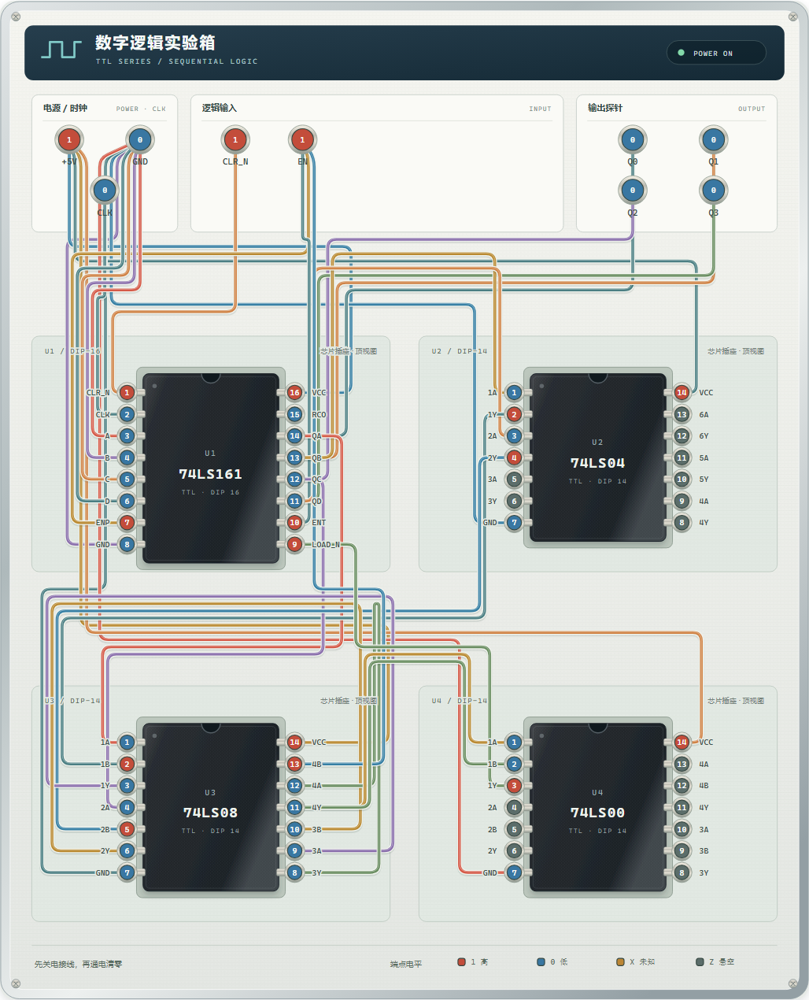 数字逻辑实验箱
TTL SERIES / SEQUENTIAL LOGIC
POWER ON
电源 / 时钟
POWER · CLK
逻辑输入
INPUT
输出探针
OUTPUT
1
0
1
1
0
0
+5V
GND
CLR_N
EN
Q0
Q1
0
0
0
CLK
Q2
Q3
U1 / DIP-16
芯片插座 · 顶视图
U2 / DIP-14
芯片插座 · 顶视图
CLR_N 1
16 VCC
CLK 2
15 RCO
A 3
14 QA
B 4
13 QB
C 5
12 QC
D 6
11 QD
ENP 7
10 ENT
GND 8
9 LOAD_N
U1
74LS161
TTL · DIP 16
1A 1
14 VCC
1Y 2
13 6A
2A 3
12 6Y
2Y 4
11 5A
3A 5
10 5Y
3Y 6
9 4A
GND 7
8 4Y
U2
74LS04
TTL · DIP 14
U3 / DIP-14
芯片插座 · 顶视图
U4 / DIP-14
芯片插座 · 顶视图
1A 1
14 VCC
1B 2
13 4B
1Y 3
12 4A
2A 4
11 4Y
2B 5
10 3B
2Y 6
9 3A
GND 7
8 3Y
U3
74LS08
TTL · DIP 14
1A 1
14 VCC
1B 2
13 4A
1Y 3
12 4B
2A 4
11 4Y
2B 5
10 3A
2Y 6
9 3B
GND 7
8 3Y
U4
74LS00
TTL · DIP 14
先关电接线，再通电清零
端点电平
1 高
0 低
X 未知
Z 悬空